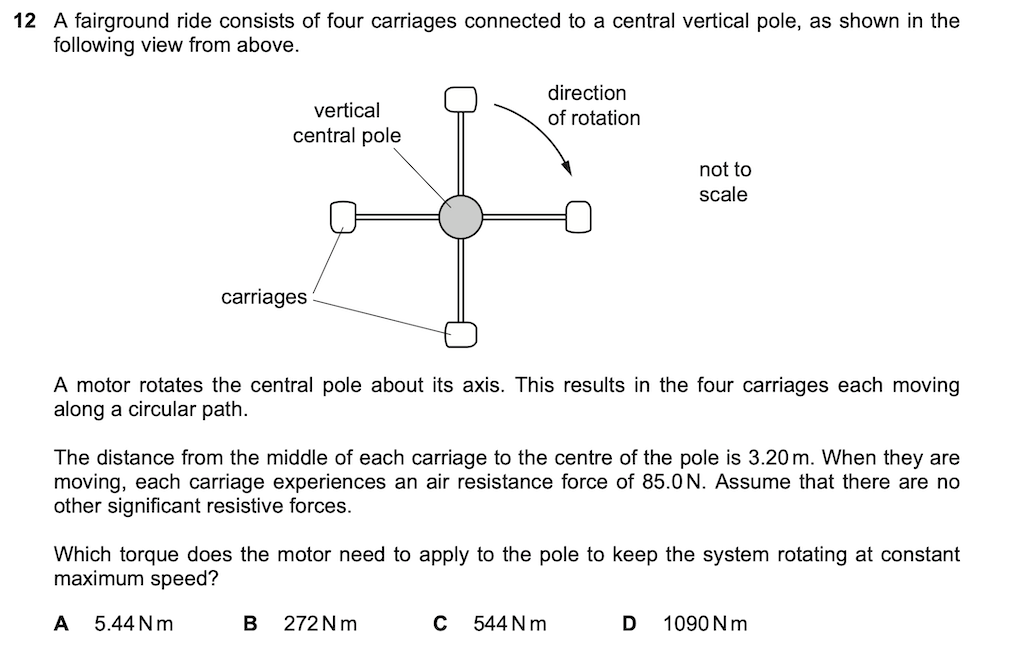 12 A fairground ride consists of four carriages connected to a central vertical pole, as shown in the
following view from above.
vertical
central pole
direction
of rotation
not to
scale
carriages
A motor rotates the central pole about its axis. This results in the four carriages each moving
along a circular path.
The distance from the middle of each carriage to the centre of the pole is 3.20 m. When they are
moving, each carriage experiences an air resistance force of 85.0 N. Assume that there are no
other significant resistive forces.
Which torque does the motor need to apply to the pole to keep the system rotating at constant
maximum speed?
A 5.44 N m B 272 N m C 544 N m D 1090 N m